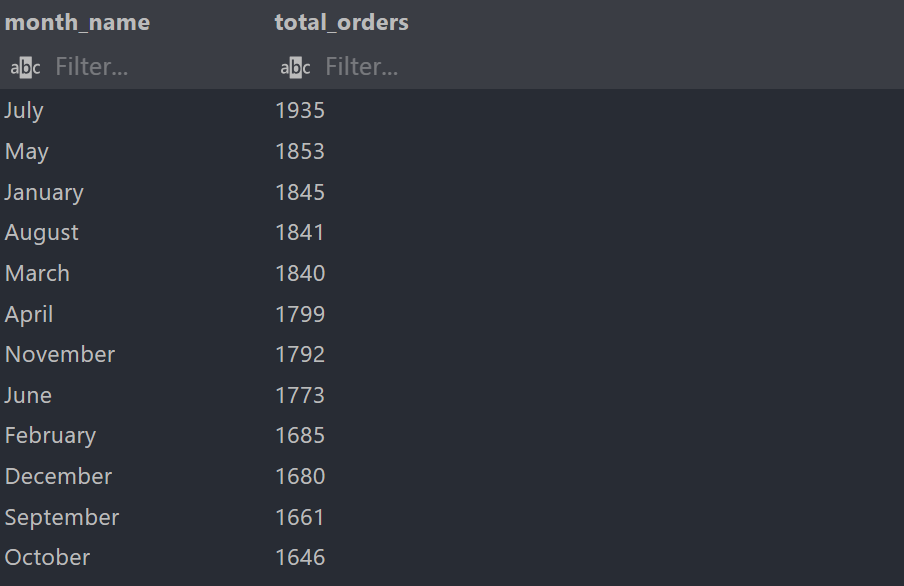 month_name total_orders
abc Filter... abc Filter...
July 1935
May 1853
January 1845
August 1841
March 1840
April 1799
November 1792
June 1773
February 1685
December 1680
September 1661
October 1646